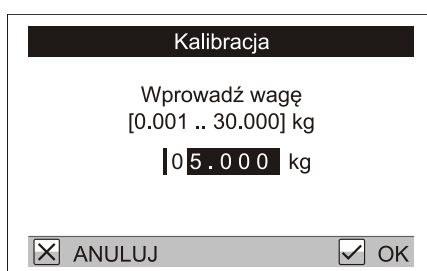 Kalibracja
Wprowadź wagę
[0.001 .. 30.000] kg
05.000 kg
ANULUJ OK